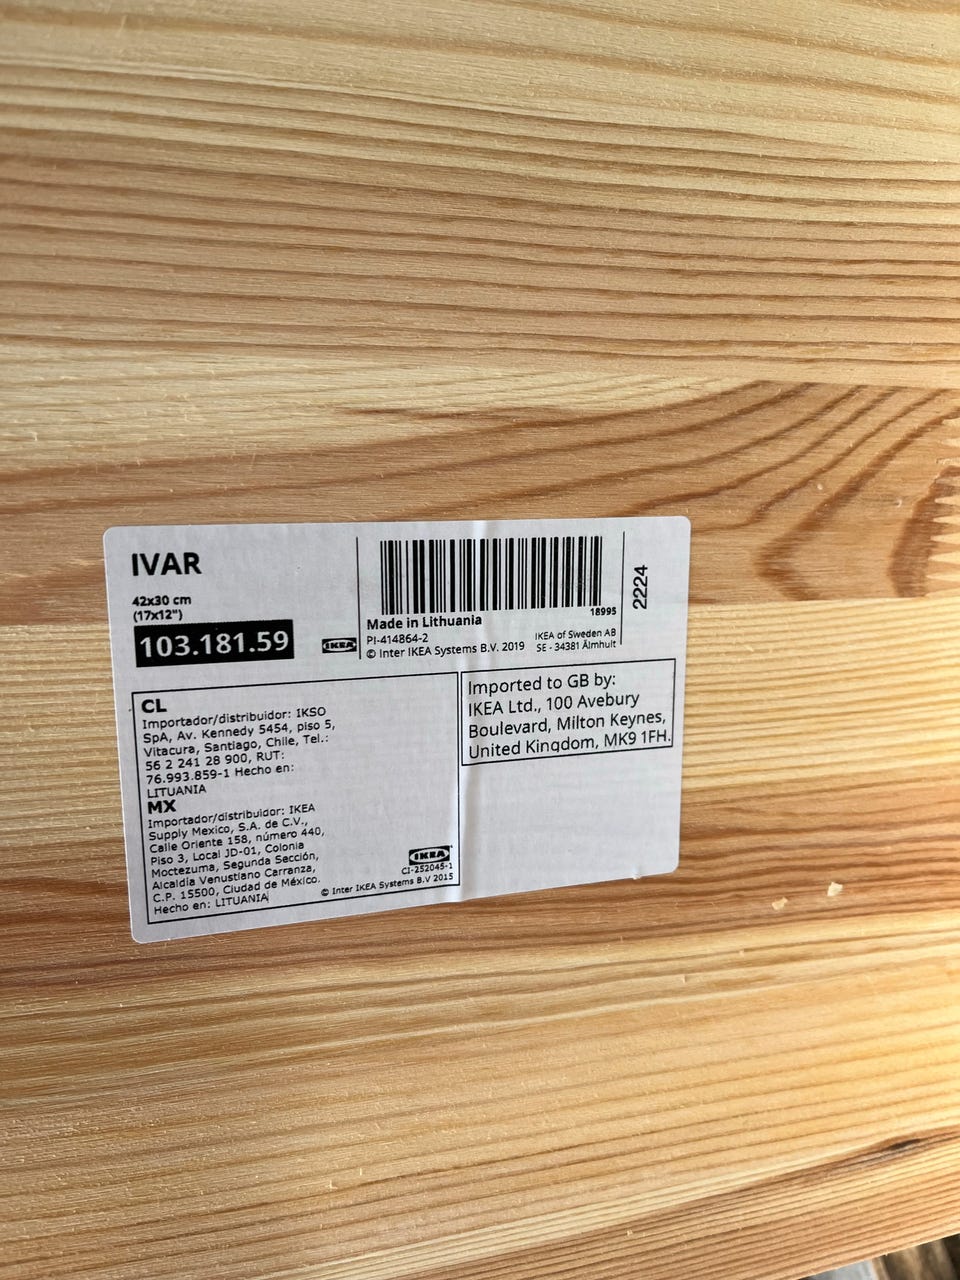 IVAR
42x30 cm
(17x12")
103.181.59
IKEA
18995
Made in Lithuania
PI-414864-2
© Inter IKEA Systems B.V. 2019
IKEA of Sweden AB
SE - 34381 Älmhult
2224
CL
Importador/distribuidor: IKSO
SpA, Av. Kennedy 5454, piso 5,
Vitacura, Santiago, Chile, Tel.:
56 2 241 28 900, RUT:
76.993.859-1 Hecho en:
LITUANIA
MX
Importador/distribuidor: IKEA
Supply Mexico, S.A. de C.V.,
Calle Oriente 158, número 440,
Piso 3, Local JD-01, Colonia
Moctezuma, Segunda Sección,
Alcaldía Venustiano Carranza,
C.P. 15500, Ciudad de México.
Hecho en: LITUANIA
IKEA
CI-252045-1
© Inter IKEA Systems B.V 2015
Imported to GB by:
IKEA Ltd., 100 Avebury
Boulevard, Milton Keynes,
United Kingdom, MK9 1FH.